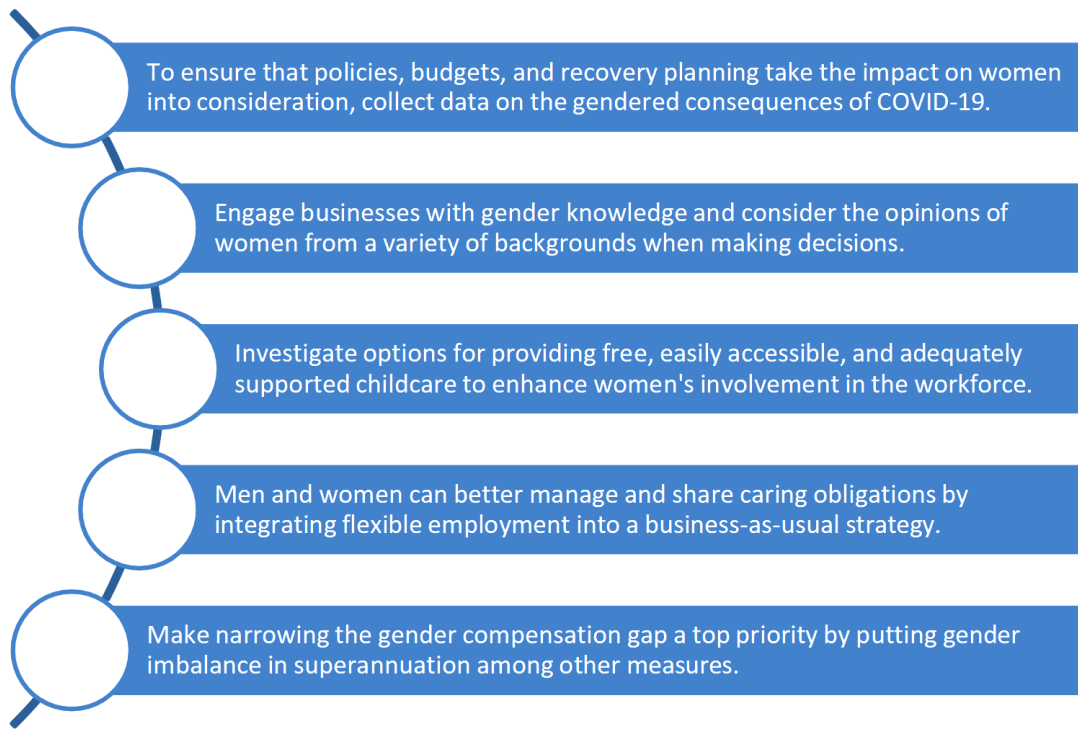 To ensure that policies, budgets, and recovery planning take the impact on women
into consideration, collect data on the gendered consequences of COVID-19.
Engage businesses with gender knowledge and consider the opinions of
women from a variety of backgrounds when making decisions.
Investigate options for providing free, easily accessible, and adequately
supported childcare to enhance women's involvement in the workforce.
Men and women can better manage and share caring obligations by
integrating flexible employment into a business-as-usual strategy.
Make narrowing the gender compensation gap a top priority by putting gender
imbalance in superannuation among other measures.